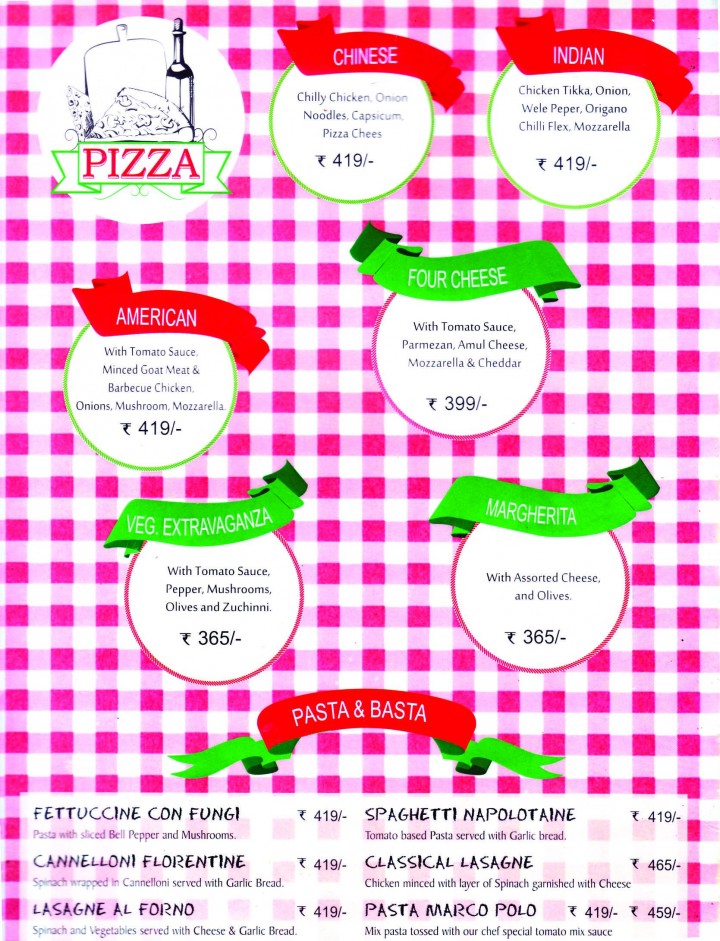 PIZZA
CHINESE
Chilly Chicken, Onion
Noodles, Capsicum,
Pizza Chees
₹ 419/-
INDIAN
Chicken Tikka, Onion,
Wele Peper, Origano
Chilli Flex, Mozzarella
₹ 419/-
AMERICAN
With Tomato Sauce,
Minced Goat Meat &
Barbecue Chicken,
Onions, Mushroom, Mozzarella.
₹ 419/-
FOUR CHEESE
With Tomato Sauce,
Parmezan, Amul Cheese,
Mozzarella & Cheddar
₹ 399/-
VEG. EXTRAVAGANZA
With Tomato Sauce,
Pepper, Mushrooms,
Olives and Zuchinni.
₹ 365/-
MARGHERITA
With Assorted Cheese,
and Olives.
₹ 365/-
PASTA & BASTA
FETTUCCINE CON FUNGI ₹ 419/-
Pasta with sliced Bell Pepper and Mushrooms.
CANNELLONI FLORENTINE ₹ 419/-
Spinach wrapped in Cannelloni served with Garlic Bread.
LASAGNE AL FORNO ₹ 419/-
Spinach and Vegetables served with Cheese & Garlic Bread.
SPAGHETTI NAPOLOTAINE ₹ 419/-
Tomato based Pasta served with Garlic bread.
CLASSICAL LASAGNE ₹ 465/-
Chicken minced with layer of Spinach garnished with Cheese
PASTA MARCO POLO ₹ 419/- ₹ 459/-
Mix pasta tossed with our chef special tomato mix sauce